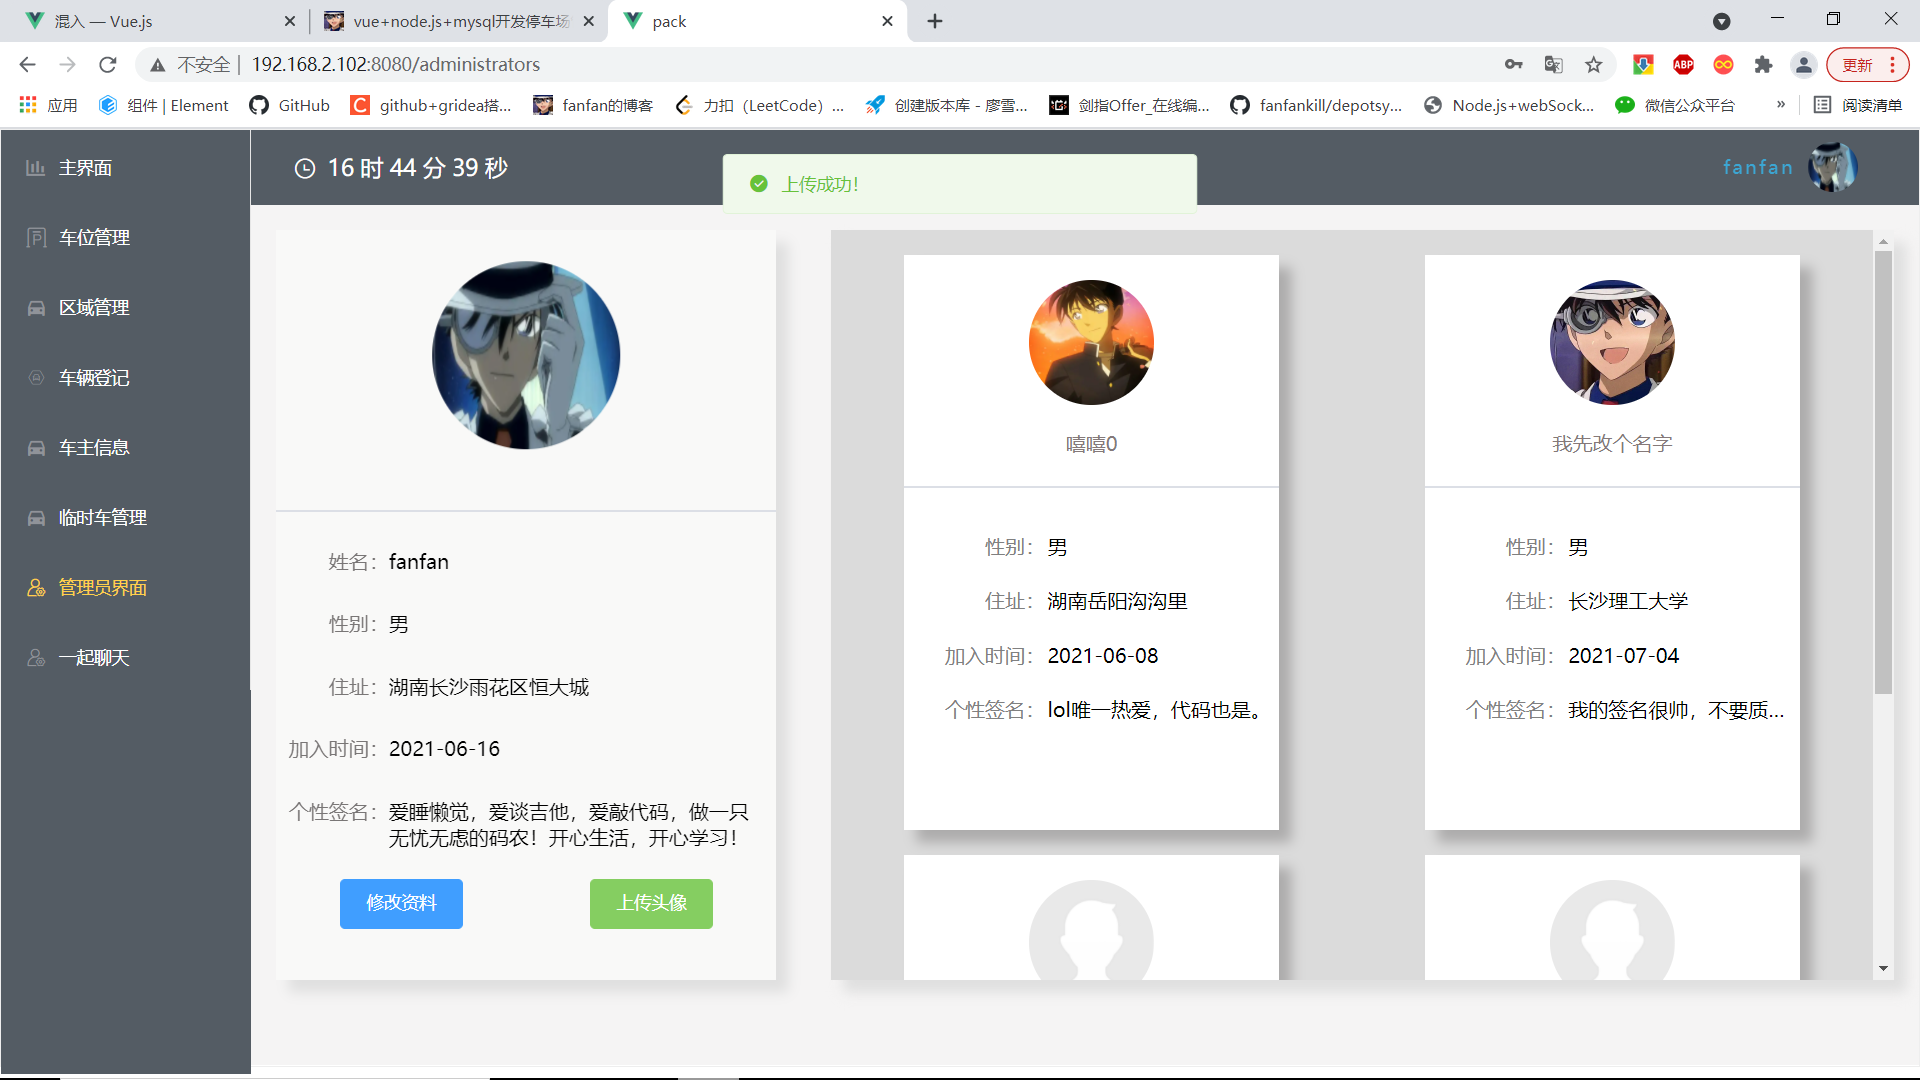 混入 — Vue.js
vue+node.js+mysql开发停车场
pack
不安全 | 192.168.2.102:8080/administrators
更新
应用
组件 | Element
GitHub
github+gridea搭...
fanfan的博客
力扣（LeetCode）...
创建版本库 - 廖雪...
剑指Offer_在线编...
fanfankill/depotsy...
Node.js+webSock...
微信公众平台
»
阅读清单
ABP
主界面
车位管理
区域管理
车辆登记
车主信息
临时车管理
管理员界面
一起聊天
16 时 44 分 39 秒
上传成功！
fanfan
姓名： fanfan
性别： 男
住址： 湖南长沙雨花区恒大城
加入时间： 2021-06-16
个性签名： 爱睡懒觉，爱谈吉他，爱敲代码，做一只
无忧无虑的码农！开心生活，开心学习！
修改资料
上传头像
嘻嘻0
性别： 男
住址： 湖南岳阳沟沟里
加入时间： 2021-06-08
个性签名： lol唯一热爱，代码也是。
我先改个名字
性别： 男
住址： 长沙理工大学
加入时间： 2021-07-04
个性签名： 我的签名很帅，不要质...